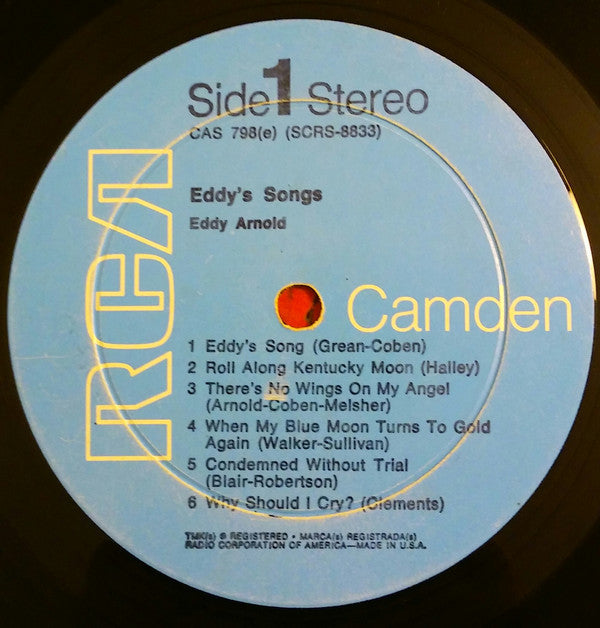 Side 1 Stereo
CAS 798(e) (SCRS-8833)
Eddy's Songs
Eddy Arnold
RCA
Camden
1 Eddy's Song (Grean-Coben)
2 Roll Along Kentucky Moon (Halley)
3 There's No Wings On My Angel
(Arnold-Coben-Melsher)
4 When My Blue Moon Turns To Gold
Again (Walker-Sullivan)
5 Condemned Without Trial
(Blair-Robertson)
6 Why Should I Cry? (Clements)
TMK(s) ® REGISTERED • MARCA(s) REGISTRADA(s)
RADIO CORPORATION OF AMERICA—MADE IN U.S.A.